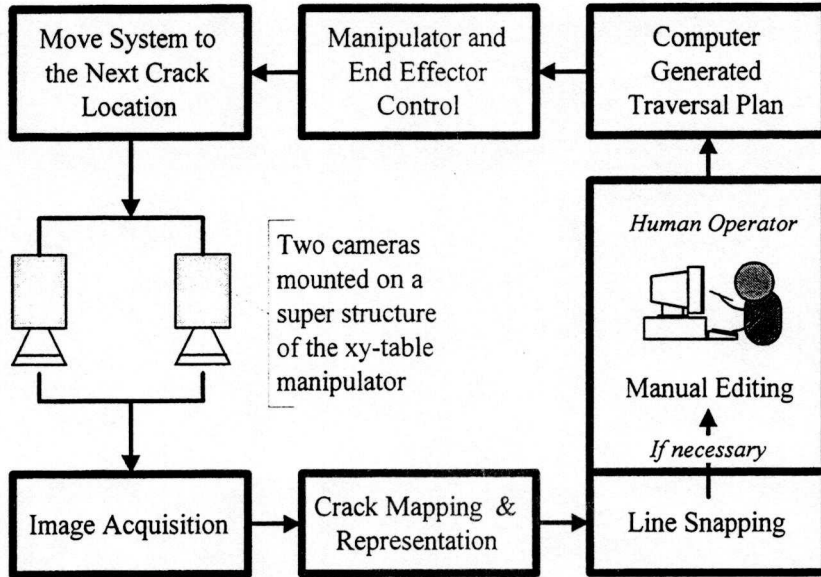 Move System to
the Next Crack
Location
Manipulator and
End Effector
Control
Computer
Generated
Traversal Plan
Two cameras
mounted on a
super structure
of the xy-table
manipulator
Human Operator
Manual Editing
If necessary
Image Acquisition
Crack Mapping &
Representation
Line Snapping